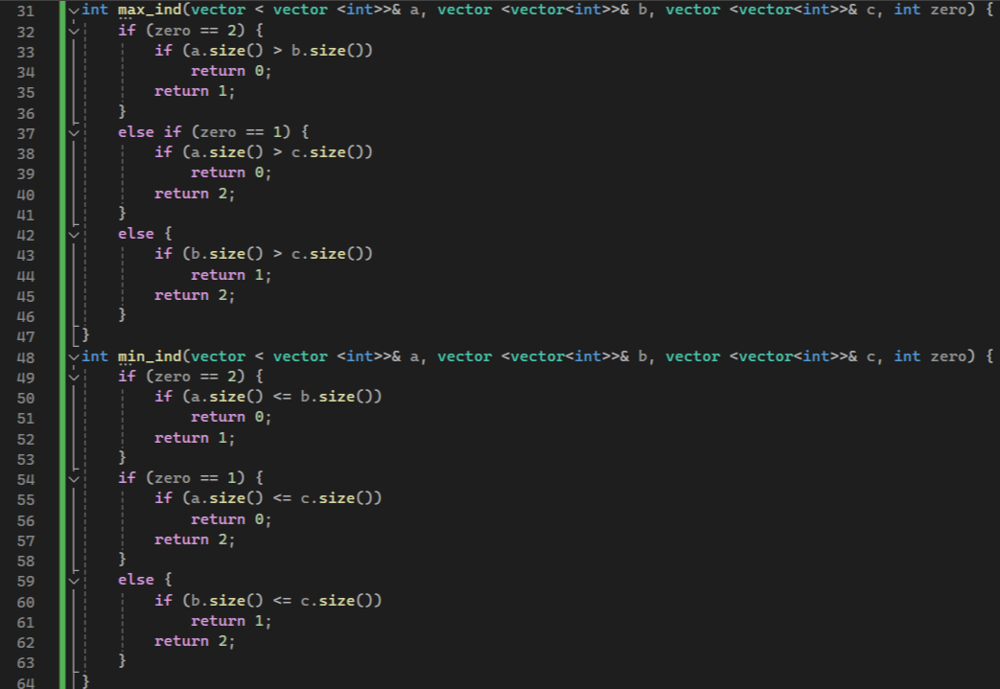 31 int max_ind(vector < vector <int>>& a, vector <vector<int>>& b, vector <vector<int>>& c, int zero) {
32 if (zero == 2) {
33 if (a.size() > b.size())
34 return 0;
35 return 1;
36 }
37 else if (zero == 1) {
38 if (a.size() > c.size())
39 return 0;
40 return 2;
41 }
42 else {
43 if (b.size() > c.size())
44 return 1;
45 return 2;
46 }
47 }
48 int min_ind(vector < vector <int>>& a, vector <vector<int>>& b, vector <vector<int>>& c, int zero) {
49 if (zero == 2) {
50 if (a.size() <= b.size())
51 return 0;
52 return 1;
53 }
54 if (zero == 1) {
55 if (a.size() <= c.size())
56 return 0;
57 return 2;
58 }
59 else {
60 if (b.size() <= c.size())
61 return 1;
62 return 2;
63 }
64 }